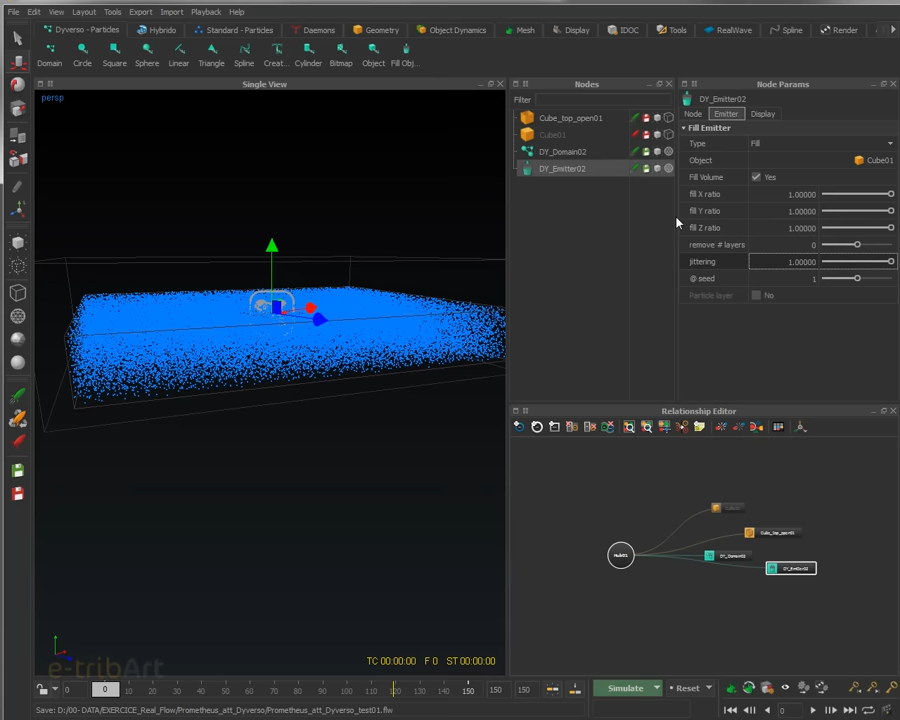 File Edit View Layout Tools Export Import Playback Help
Dyverso - Particles Hybrido Standard - Particles Daemons Geometry Object Dynamics Mesh Display IDOC Tools RealWave Spline Render
Domain Circle Square Sphere Linear Triangle Spline Creat... Cylinder Bitmap Object Fill Obj...
Single View
persp
TC 00:00:00 F 0 ST 00:00:00
e-tribArt
Nodes
Filter
Cube_top_open01
Cube01
DY_Domain02
DY_Emitter02
Node Params
DY_Emitter02
Node Emitter Display
Fill Emitter
Type Fill
Object Cube01
Fill Volume Yes
fill X ratio 1.00000
fill Y ratio 1.00000
fill Z ratio 1.00000
remove # layers 0
jittering 1.00000
@ seed 1
Particle layer No
Relationship Editor
Hub01
Cube_top_open01
DY_Domain02
DY_Emitter02
0 0 10 20 30 40 50 60 70 80 90 100 110 120 130 140 150 150 150
Simulate Reset
0
Save: D:/00- DATA/EXERCICE_Real_Flow/Prometheus_att_Dyverso/Prometheus_att_Dyverso_test01.flw